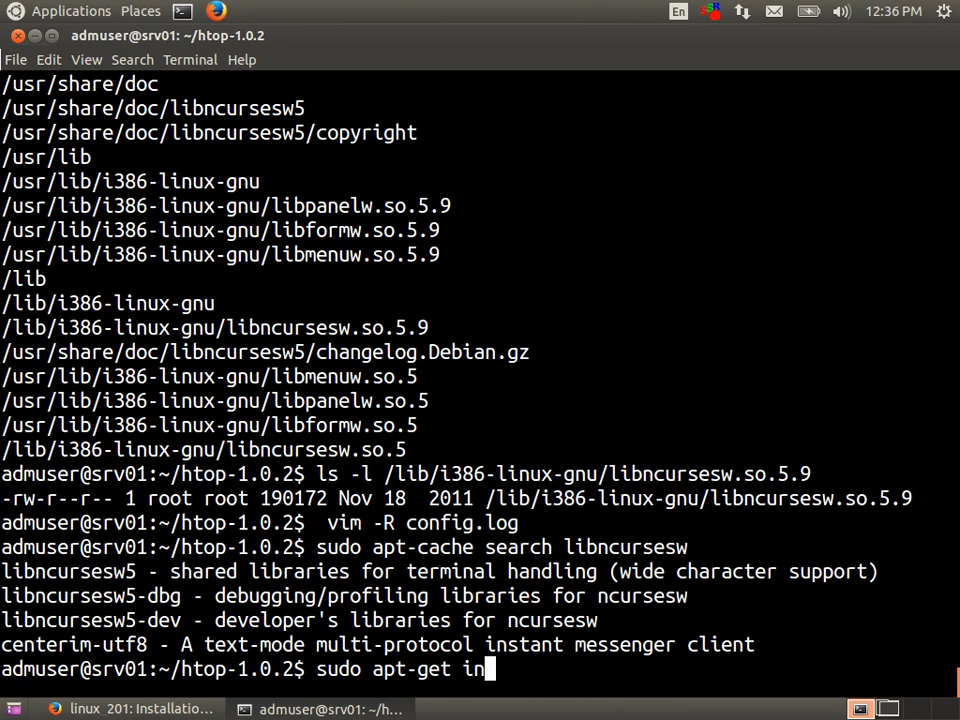 Applications Places En 12:36 PM
admuser@srv01: ~/htop-1.0.2
File Edit View Search Terminal Help
/usr/share/doc
/usr/share/doc/libncursesw5
/usr/share/doc/libncursesw5/copyright
/usr/lib
/usr/lib/i386-linux-gnu
/usr/lib/i386-linux-gnu/libpanelw.so.5.9
/usr/lib/i386-linux-gnu/libformw.so.5.9
/usr/lib/i386-linux-gnu/libmenuw.so.5.9
/lib
/lib/i386-linux-gnu
/lib/i386-linux-gnu/libncursesw.so.5.9
/usr/share/doc/libncursesw5/changelog.Debian.gz
/usr/lib/i386-linux-gnu/libmenuw.so.5
/usr/lib/i386-linux-gnu/libpanelw.so.5
/usr/lib/i386-linux-gnu/libformw.so.5
/lib/i386-linux-gnu/libncursesw.so.5
admuser@srv01:~/htop-1.0.2$ ls -l /lib/i386-linux-gnu/libncursesw.so.5.9
-rw-r--r-- 1 root root 190172 Nov 18  2011 /lib/i386-linux-gnu/libncursesw.so.5.9
admuser@srv01:~/htop-1.0.2$  vim -R config.log
admuser@srv01:~/htop-1.0.2$ sudo apt-cache search libncursesw
libncursesw5 - shared libraries for terminal handling (wide character support)
libncursesw5-dbg - debugging/profiling libraries for ncursesw
libncursesw5-dev - developer's libraries for ncursesw
centerim-utf8 - A text-mode multi-protocol instant messenger client
admuser@srv01:~/htop-1.0.2$ sudo apt-get in
linux_201: Installatio... admuser@srv01: ~/h...